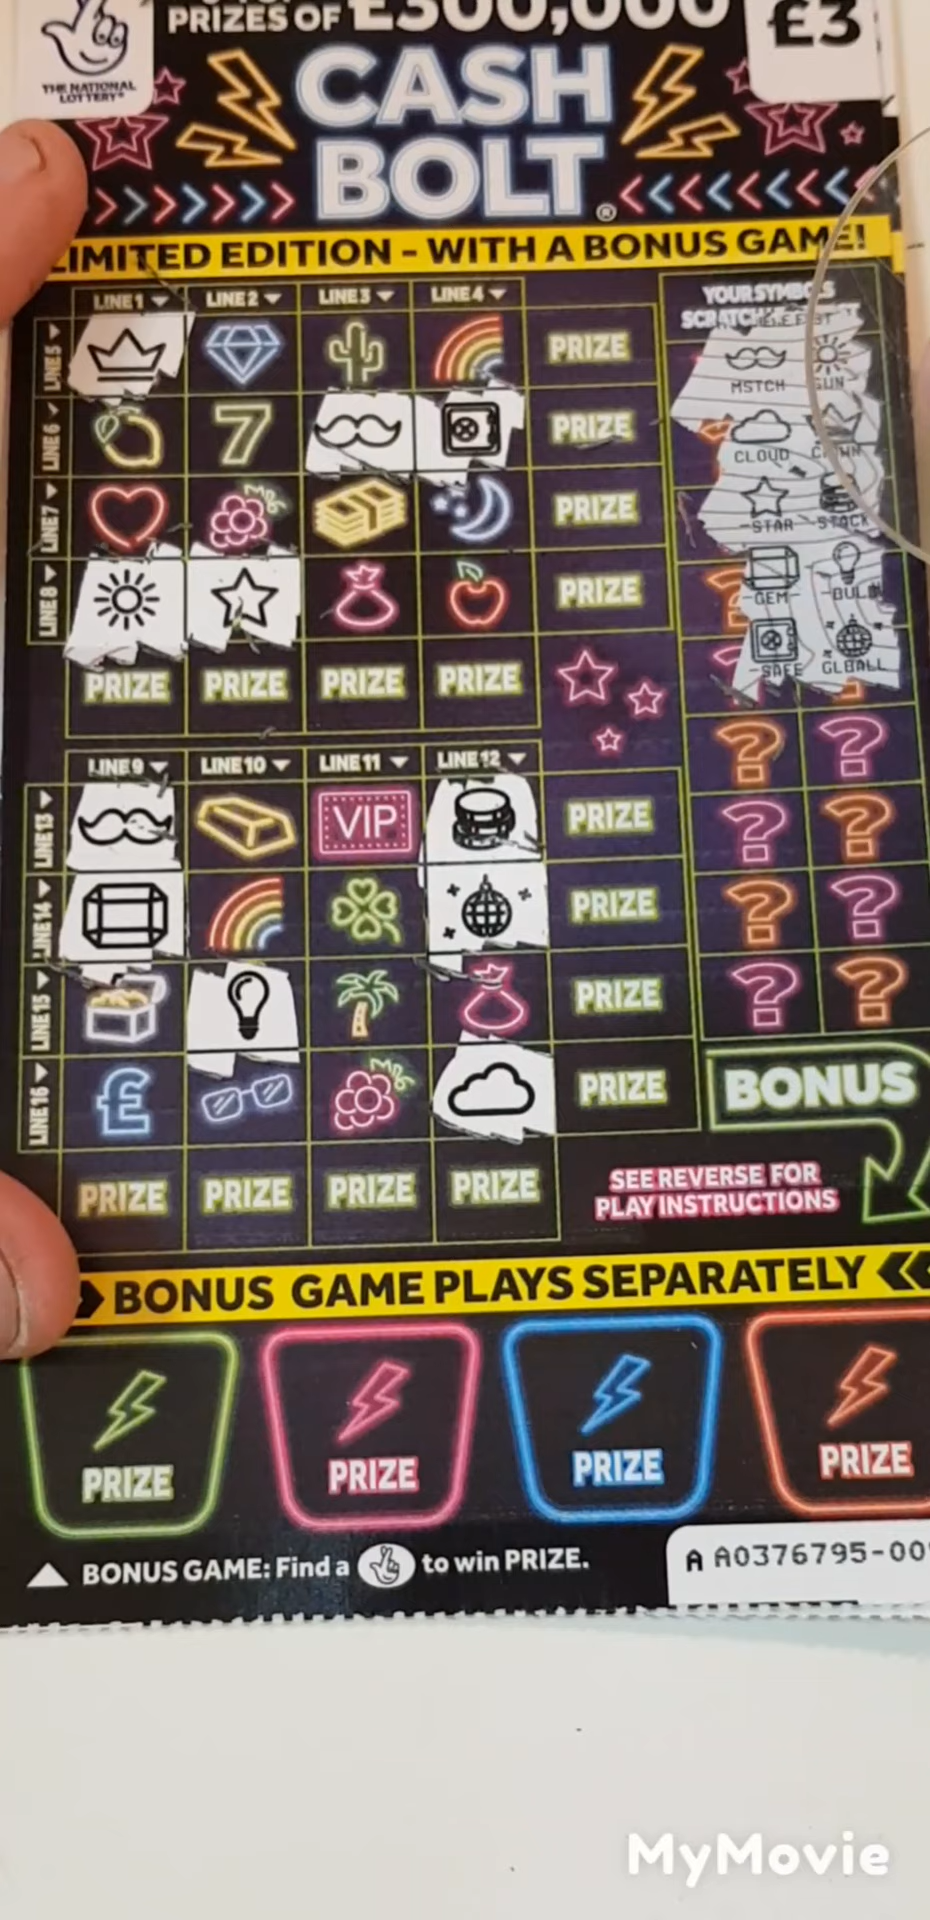 THE NATIONAL
LOTTERY®
PRIZES OF £300,000
£3
CASH
BOLT®
LIMITED EDITION - WITH A BONUS GAME!
LINE 1 LINE 2 LINE 3 LINE 4
YOUR SYMBOLS
LINE 5
PRIZE
MSTCH SUN
LINE 6
7
PRIZE
CLOUD CROWN
LINE 7
PRIZE
STAR STACK
LINE 8
PRIZE
GEM BULB
SAFE GLBALL
PRIZE PRIZE PRIZE PRIZE
LINE 9 LINE 10 LINE 11 LINE 12
LINE 13
VIP
PRIZE
? ?
? ?
LINE 14
PRIZE
? ?
LINE 15
PRIZE
? ?
LINE 16
£
PRIZE
BONUS
PRIZE PRIZE PRIZE PRIZE
SEE REVERSE FOR
PLAY INSTRUCTIONS
BONUS GAME PLAYS SEPARATELY
PRIZE PRIZE PRIZE PRIZE
BONUS GAME: Find a to win PRIZE.
A A0376795-00
MyMovie